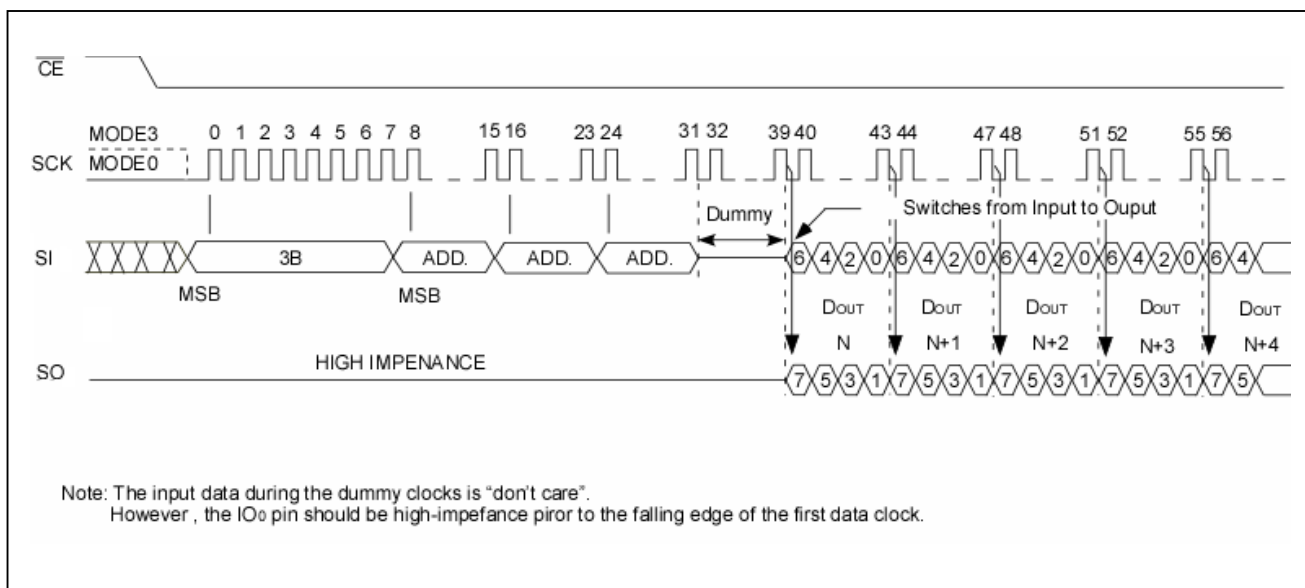 CE
MODE3 0 1 2 3 4 5 6 7 8 15 16 23 24 31 32 39 40 43 44 47 48 51 52 55 56
SCK MODE0
Dummy Switches from Input to Ouput
SI 3B ADD. ADD. ADD. 6 4 2 0 6 4 2 0 6 4 2 0 6 4 2 0 6 4
MSB MSB
DOUT DOUT DOUT DOUT DOUT
N N+1 N+2 N+3 N+4
HIGH IMPENANCE
SO 7 5 3 1 7 5 3 1 7 5 3 1 7 5 3 1 7 5
Note: The input data during the dummy clocks is "don't care".
However , the IO0 pin should be high-impefance piror to the falling edge of the first data clock.